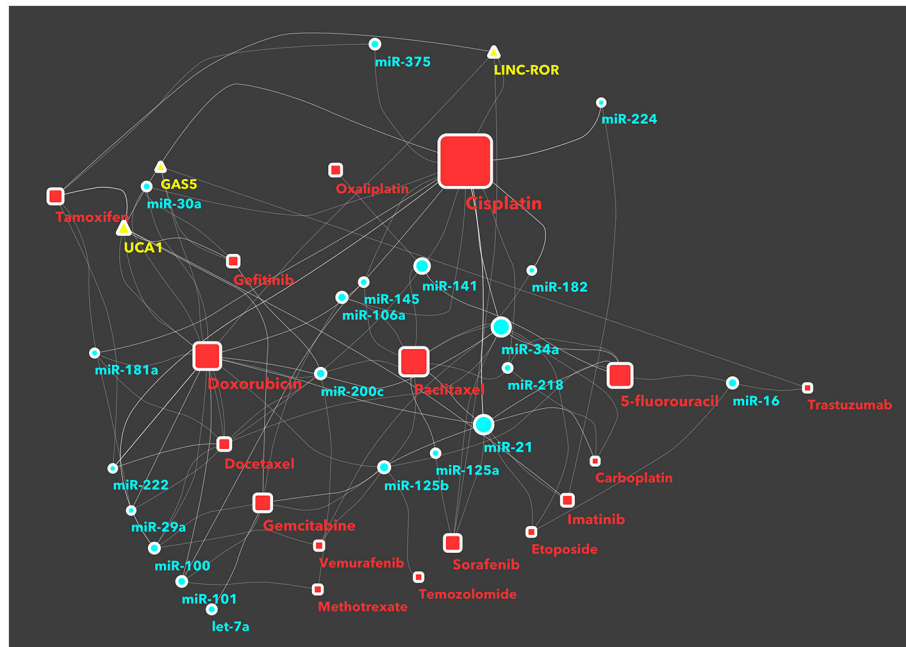 miR-375
LINC-ROR
miR-224
GAS5
Oxaliplatin
miR-30a
Cisplatin
Tamoxifen
UCA1
Gefitinib
miR-141
miR-182
miR-145
miR-106a
miR-34a
miR-181a
Doxorubicin
miR-200c
Paclitaxel
miR-218
5-fluorouracil
miR-16
Trastuzumab
miR-21
Docetaxel
miR-125a
Carboplatin
miR-222
miR-125b
miR-29a
Gemcitabine
Imatinib
Etoposide
miR-100
Vemurafenib
Sorafenib
miR-101
Methotrexate
Temozolomide
let-7a